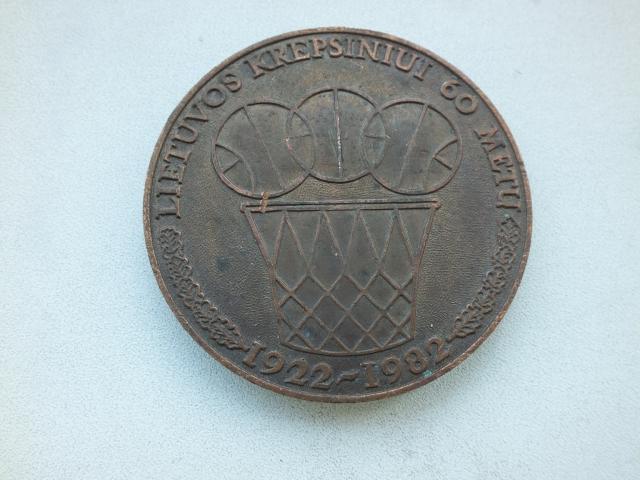 LIETUVOS KREPŠINIUI 60 METŲ
1922~1982